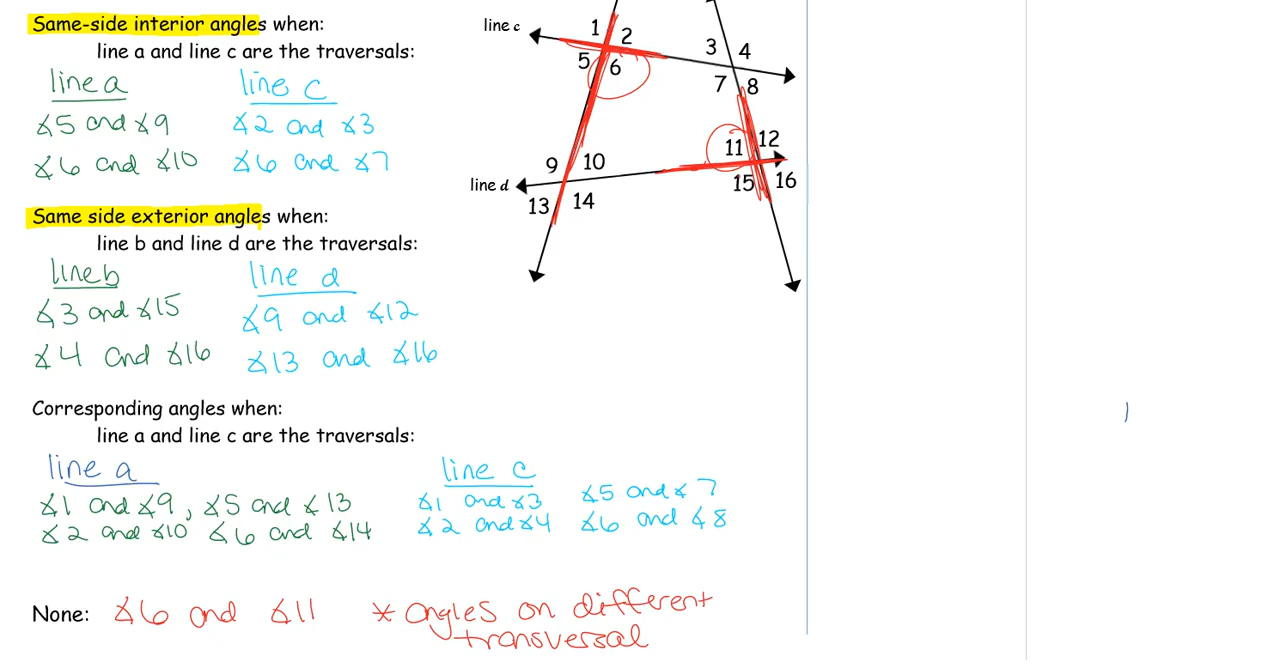 Same-side interior angles when:
line a and line c are the traversals:
line a
∡5 and ∡9
∡6 and ∡10
line c
∡2 and ∡3
∡6 and ∡7
Same side exterior angles when:
line b and line d are the traversals:
line b
∡3 and ∡15
∡4 and ∡16
line d
∡9 and ∡12
∡13 and ∡16
Corresponding angles when:
line a and line c are the traversals:
line a
∡1 and ∡9, ∡5 and ∡13
∡2 and ∡10 ∡6 and ∡14
line c
∡1 and ∡3 ∡5 and ∡7
∡2 and ∡4 ∡6 and ∡8
None: ∡6 and ∡11 * angles on different
transversal
line c
1 2
3 4
5 6
7 8
11 12
9 10
line d
15 16
13 14